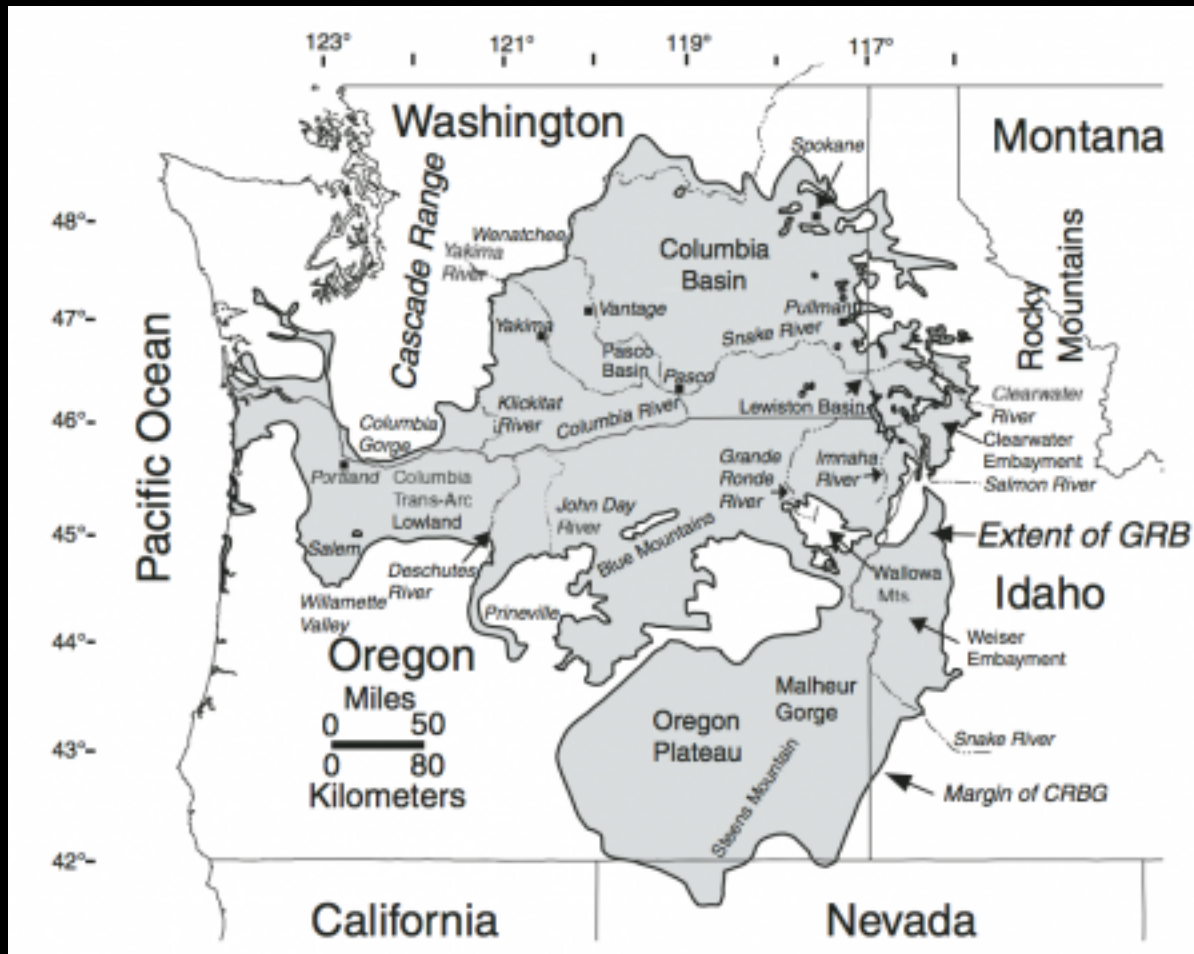 123° 121° 119° 117°
Washington
Montana
Spokane
48°-
Cascade Range
Wenatchee
Yakima
River
Columbia
Basin
Rocky
Mountains
47°-
Vantage
Pullman
Yakima
Snake River
Pasco
Basin
Pasco
Pacific Ocean
Lewiston Basin
Clearwater
River
46°-
Klickitat
River
Columbia River
Columbia
Gorge
Clearwater
Embayment
Grande
Ronde
River
Imnaha
River
Salmon River
Portland
Columbia
Trans-Arc
Lowland
John Day
River
45°-
Salem
Blue Mountains
Extent of GRB
Deschutes
River
Wallowa
Mts.
Idaho
Willamette
Valley
Prineville
44°-
Oregon
Weiser
Embayment
Miles
0 50
0 80
Kilometers
Malheur
Gorge
Oregon
Plateau
43°-
Snake River
Steens Mountain
Margin of CRBG
42°-
California
Nevada